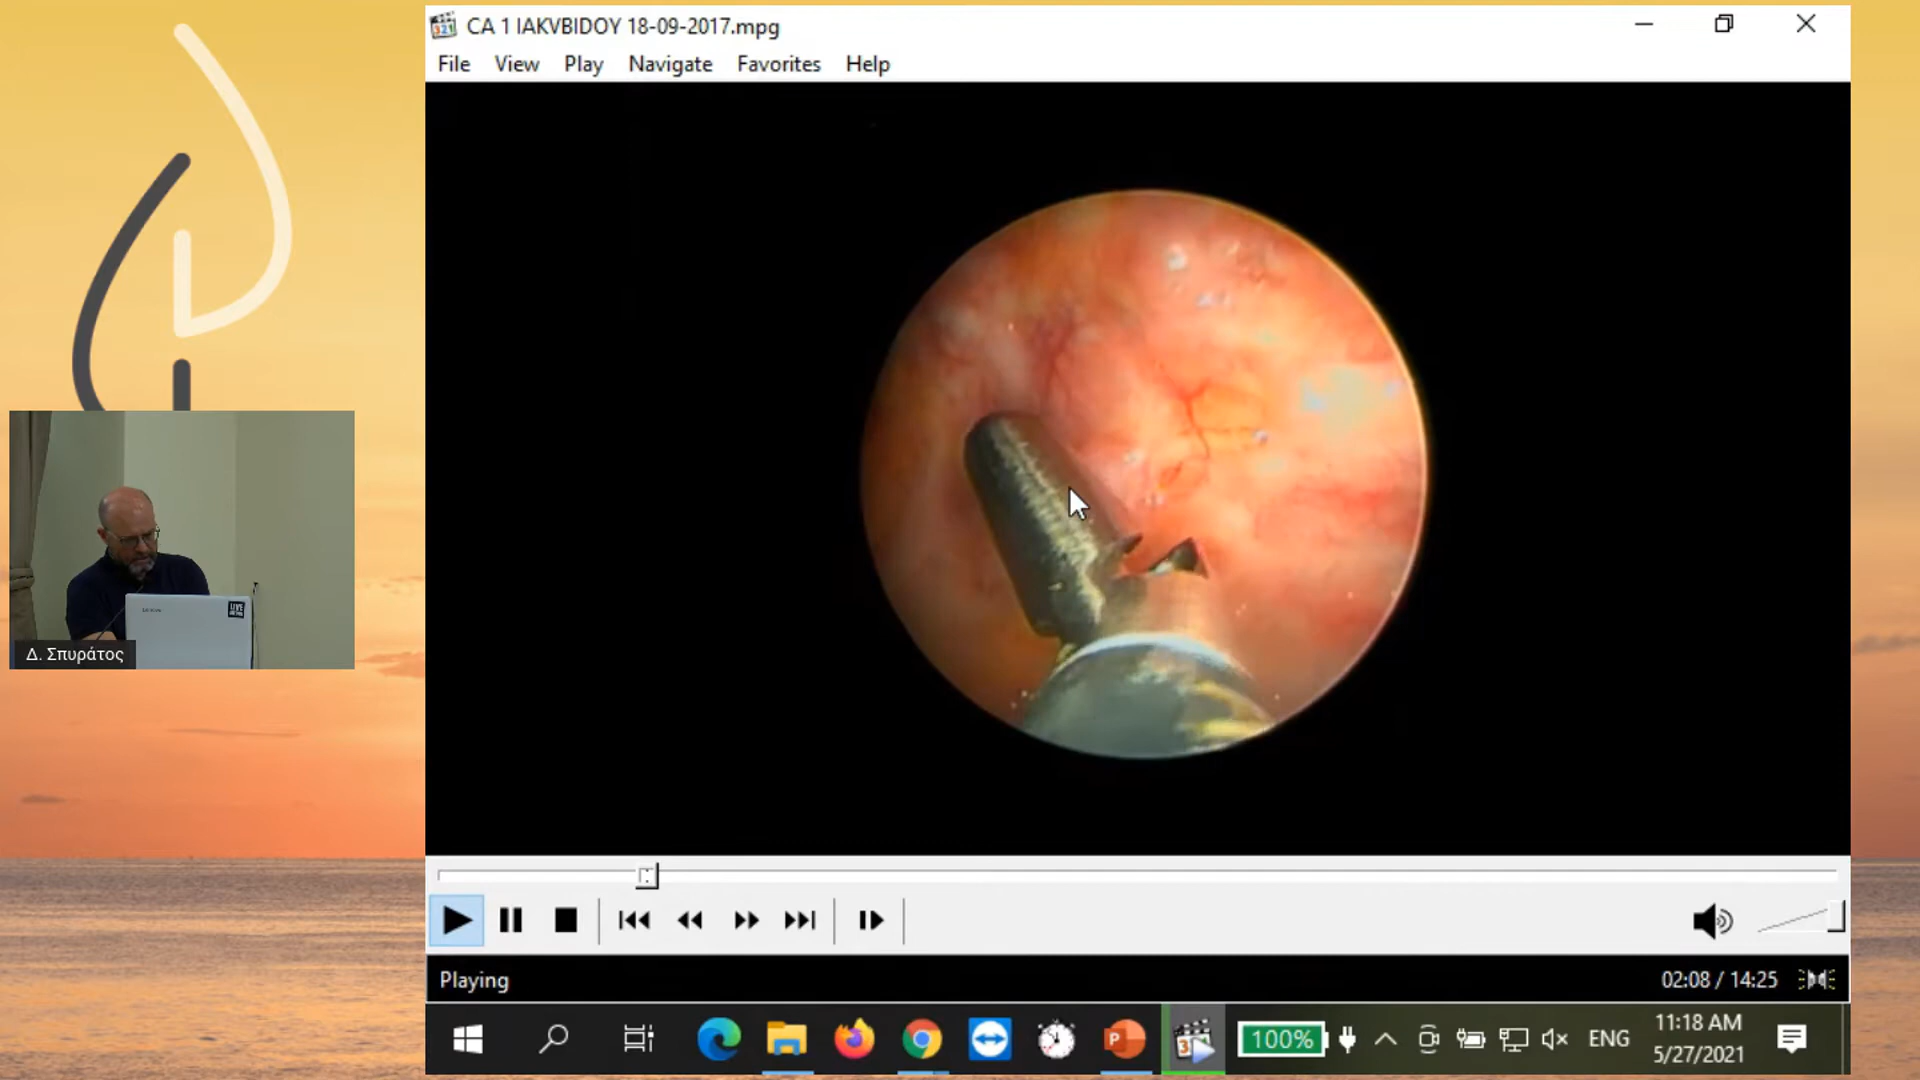 CA 1 IAKVBIDOY 18-09-2017.mpg
File View Play Navigate Favorites Help
Δ. Σπυράτος
Playing
02:08 / 14:25
100%
ENG
11:18 AM
5/27/2021